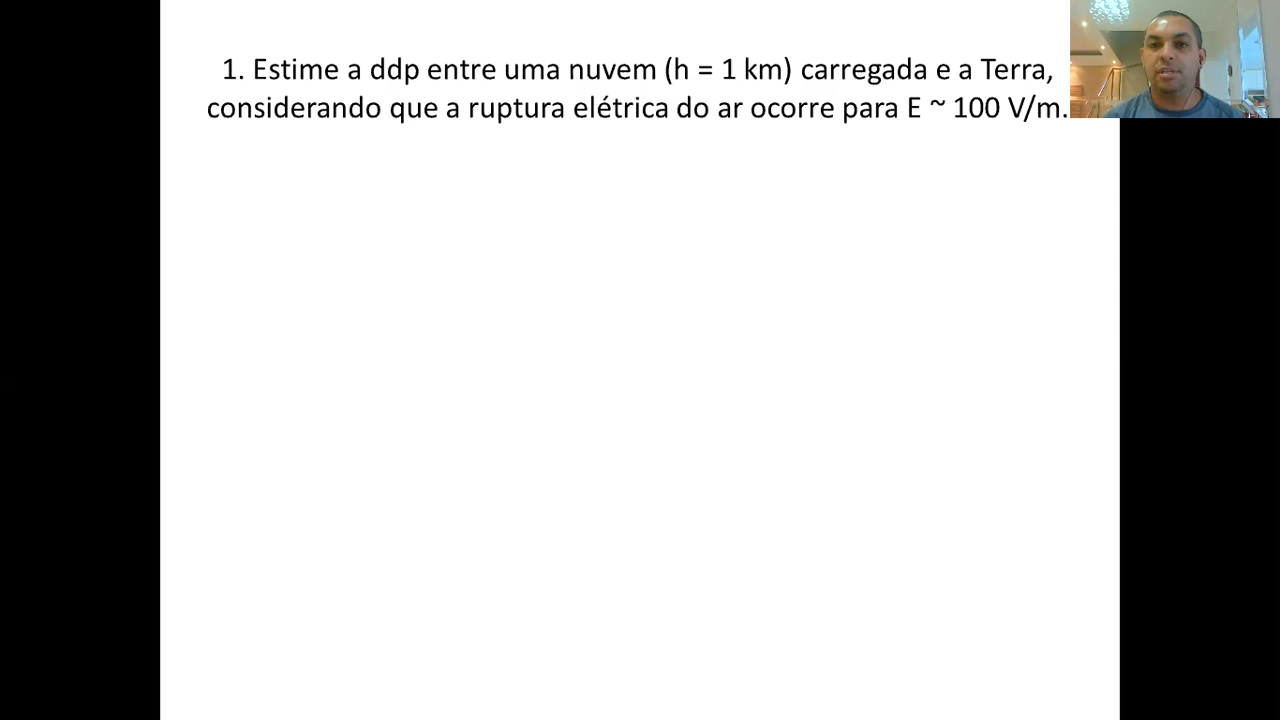 1. Estime a ddp entre uma nuvem (h = 1 km) carregada e a Terra,
considerando que a ruptura elétrica do ar ocorre para E ~ 100 V/m.